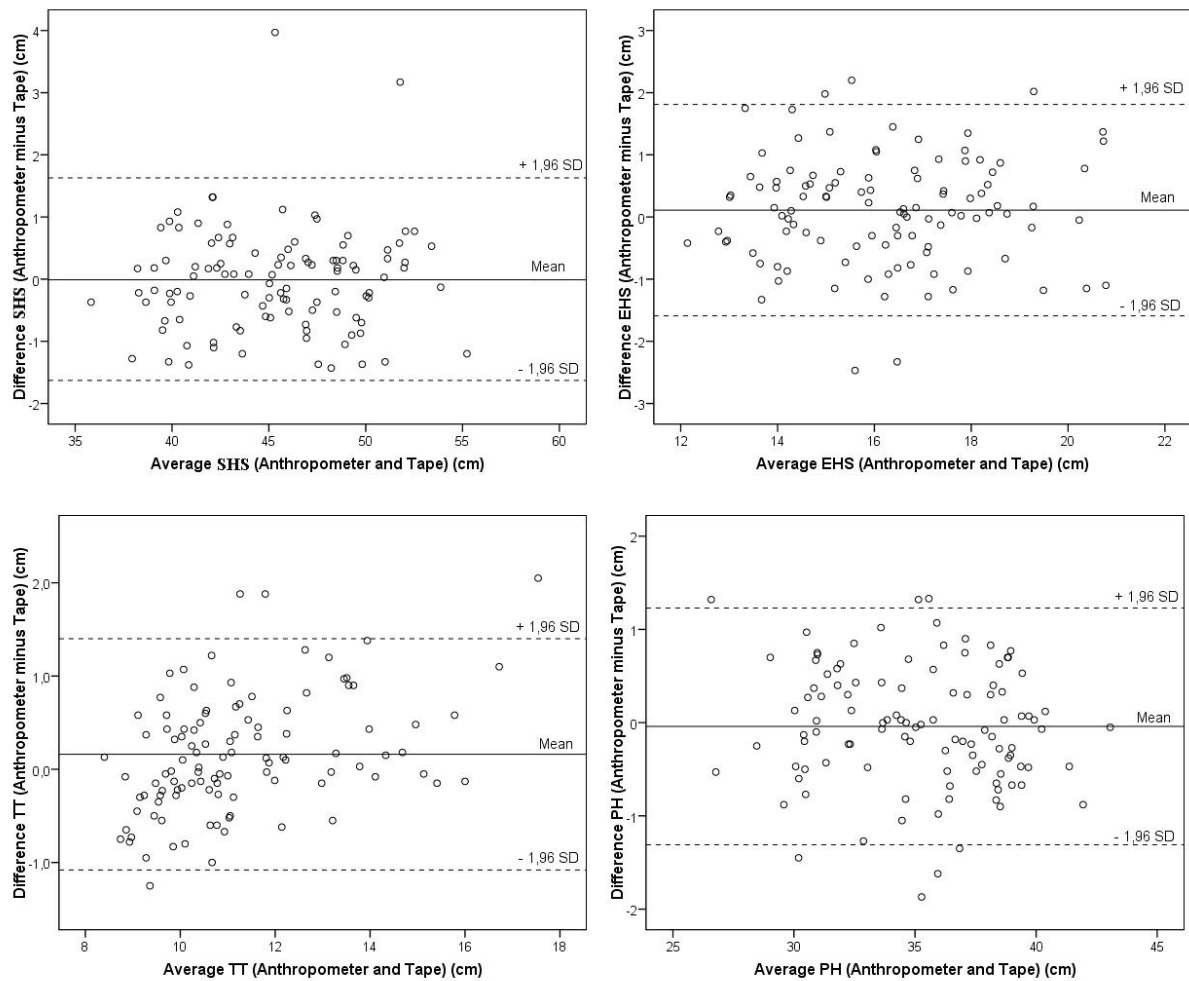 Difference SHS (Anthropometer minus Tape) (cm)
4
3
2
1
0
-1
-2
+ 1,96 SD
Mean
- 1,96 SD
35 40 45 50 55 60
Average SHS (Anthropometer and Tape) (cm)
Difference EHS (Anthropometer minus Tape) (cm)
3
2
1
0
-1
-2
-3
+ 1,96 SD
Mean
- 1,96 SD
12 14 16 18 20 22
Average EHS (Anthropometer and Tape) (cm)
Difference TT (Anthropometer minus Tape) (cm)
2,0
1,0
0,0
-1,0
+ 1,96 SD
Mean
- 1,96 SD
8 10 12 14 16 18
Average TT (Anthropometer and Tape) (cm)
Difference PH (Anthropometer minus Tape) (cm)
2
1
0
-1
-2
+ 1,96 SD
Mean
- 1,96 SD
25 30 35 40 45
Average PH (Anthropometer and Tape) (cm)